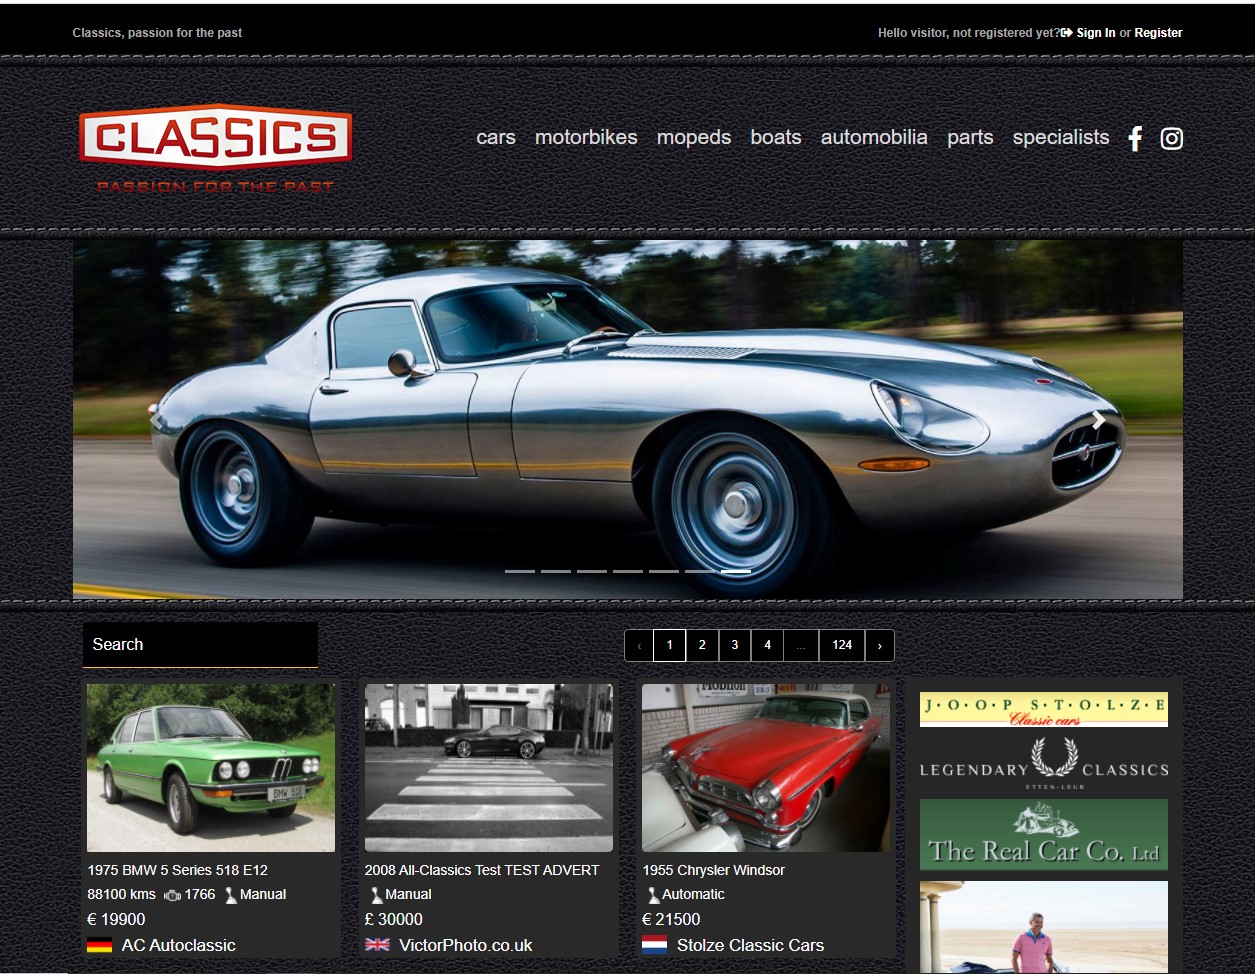 Classics, passion for the past
Hello visitor, not registered yet? Sign In or Register
CLASSICS
PASSION FOR THE PAST
cars motorbikes mopeds boats automobilia parts specialists
Search
‹ 1 2 3 4 ... 124 ›
BMW 518
1975 BMW 5 Series 518 E12
88100 kms 1766 Manual
€ 19900
AC Autoclassic
2008 All-Classics Test TEST ADVERT
Manual
£ 30000
VictorPhoto.co.uk
1955 Chrysler Windsor
Automatic
€ 21500
Stolze Classic Cars
J·O·O·P S·T·O·L·Z·E
Classic cars
LEGENDARY CLASSICS
ETTEN-LEUR
The Real Car Co. Ltd